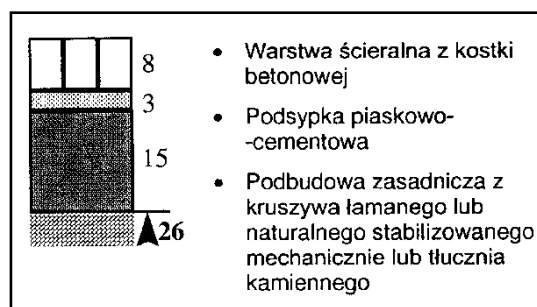 8
3
15
26
• Warstwa ścieralna z kostki
betonowej
• Podsypka piaskowo-
-cementowa
• Podbudowa zasadnicza z
kruszywa łamanego lub
naturalnego stabilizowanego
mechanicznie lub tłucznia
kamiennego